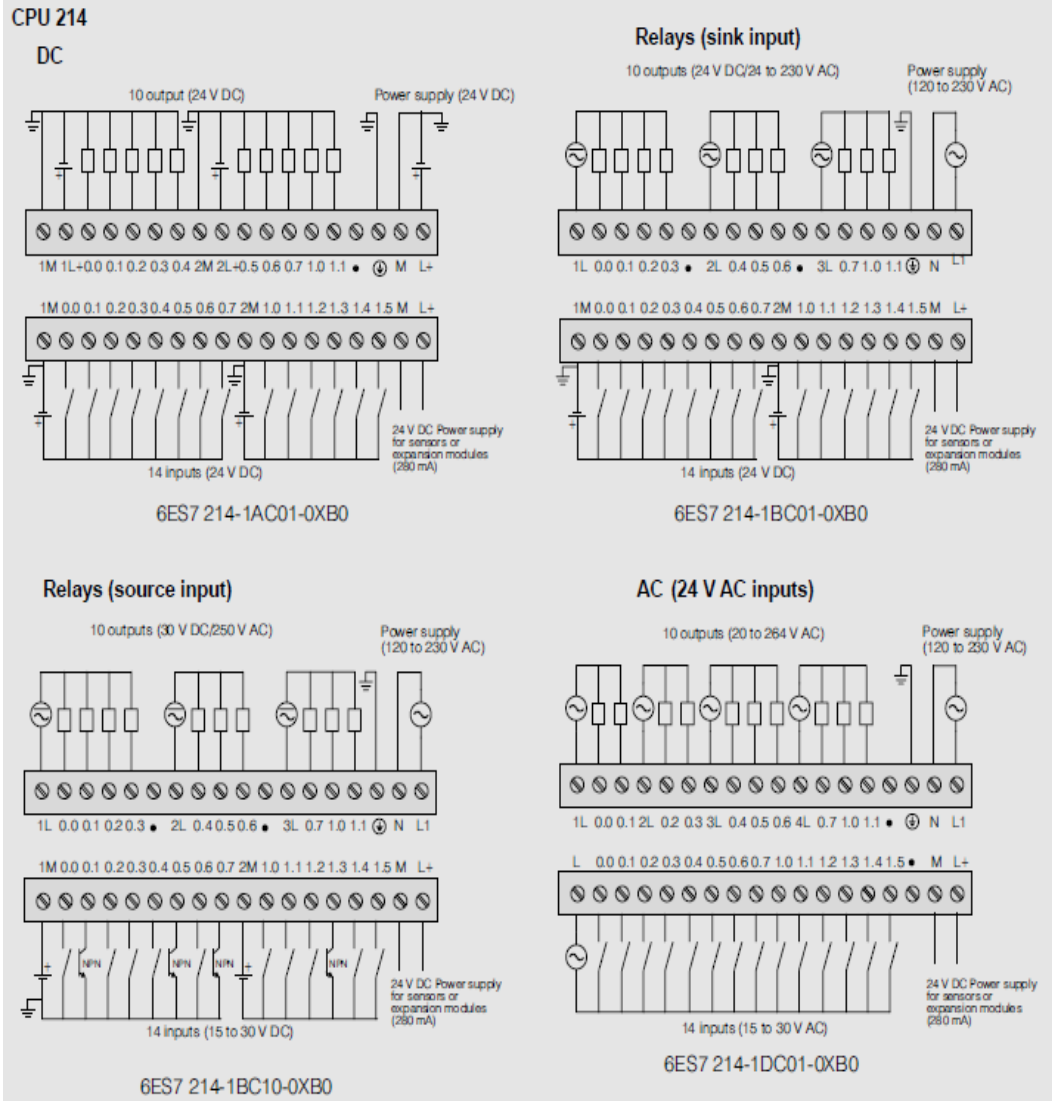 CPU 214
DC
10 output (24 V DC)
Power supply (24 V DC)
1M 1L+0.0 0.1 0.2 0.3 0.4 2M 2L+0.5 0.6 0.7 1.0 1.1 • M L+
1M 0.0 0.1 0.2 0.3 0.4 0.5 0.6 0.7 2M 1.0 1.1 1.2 1.3 1.4 1.5 M L+
24 V DC Power supply
for sensors or
expansion modules
(280 mA)
14 inputs (24 V DC)
6ES7 214-1AC01-0XB0
Relays (sink input)
10 outputs (24 V DC/24 to 230 V AC)
Power supply
(120 to 230 V AC)
1L 0.0 0.1 0.2 0.3 • 2L 0.4 0.5 0.6 • 3L 0.7 1.0 1.1 N L1
1M 0.0 0.1 0.2 0.3 0.4 0.5 0.6 0.7 2M 1.0 1.1 1.2 1.3 1.4 1.5 M L+
24 V DC Power supply
for sensors or
expansion modules
(280 mA)
14 inputs (24 V DC)
6ES7 214-1BC01-0XB0
Relays (source input)
10 outputs (30 V DC/250 V AC)
Power supply
(120 to 230 V AC)
1L 0.0 0.1 0.2 0.3 • 2L 0.4 0.5 0.6 • 3L 0.7 1.0 1.1 N L1
1M 0.0 0.1 0.2 0.3 0.4 0.5 0.6 0.7 2M 1.0 1.1 1.2 1.3 1.4 1.5 M L+
NPN NPN NPN NPN
24 V DC Power supply
for sensors or
expansion modules
(280 mA)
14 inputs (15 to 30 V DC)
6ES7 214-1BC10-0XB0
AC (24 V AC inputs)
10 outputs (20 to 264 V AC)
Power supply
(120 to 230 V AC)
1L 0.0 0.1 2L 0.2 0.3 3L 0.4 0.5 0.6 4L 0.7 1.0 1.1 • N L1
L 0.0 0.1 0.2 0.3 0.4 0.5 0.6 0.7 1.0 1.1 1.2 1.3 1.4 1.5 • M L+
24 V DC Power supply
for sensors or
expansion modules
(280 mA)
14 inputs (15 to 30 V AC)
6ES7 214-1DC01-0XB0